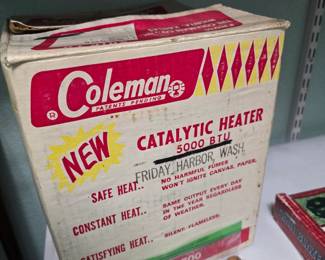 ® Coleman
PATENTS PENDING
NEW
CATALYTIC HEATER
5000 BTU
FRIDAY HARBOR, WASH
SAFE HEAT.. NO HARMFUL FUMES
WON'T IGNITE CANVAS, PAPER,
CONSTANT HEAT.. SAME OUTPUT EVERY DAY
IN THE YEAR REGARDLESS
OF WEATHER.
SATISFYING HEAT.. SILENT, FLAMELESS,